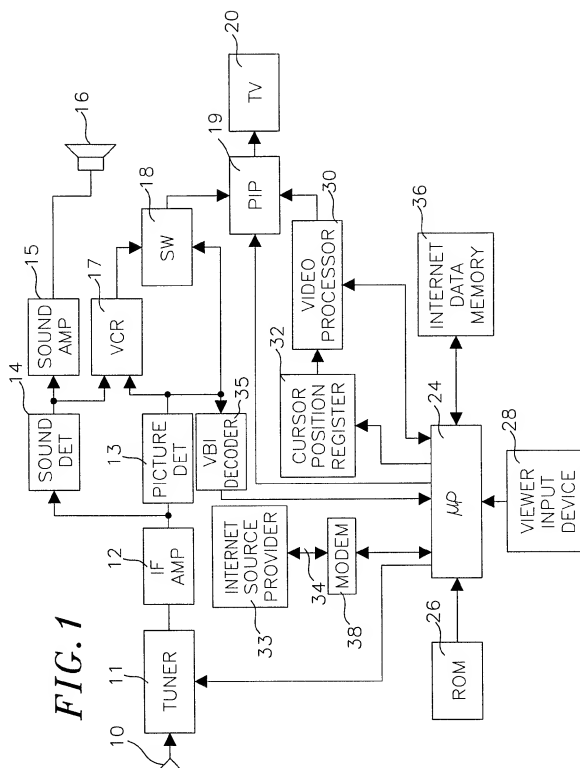 FIG. 1
10
11
TUNER
12
IF
AMP
13
PICTURE
DET
14
SOUND
DET
15
SOUND
AMP
16
17
VCR
18
SW
19
PIP
20
TV
VBI
DECODER
35
30
VIDEO
PROCESSOR
32
CURSOR
POSITION
REGISTER
33
INTERNET
SOURCE
PROVIDER
34
MODEM
38
24
μP
36
INTERNET
DATA
MEMORY
26
ROM
28
VIEWER
INPUT
DEVICE